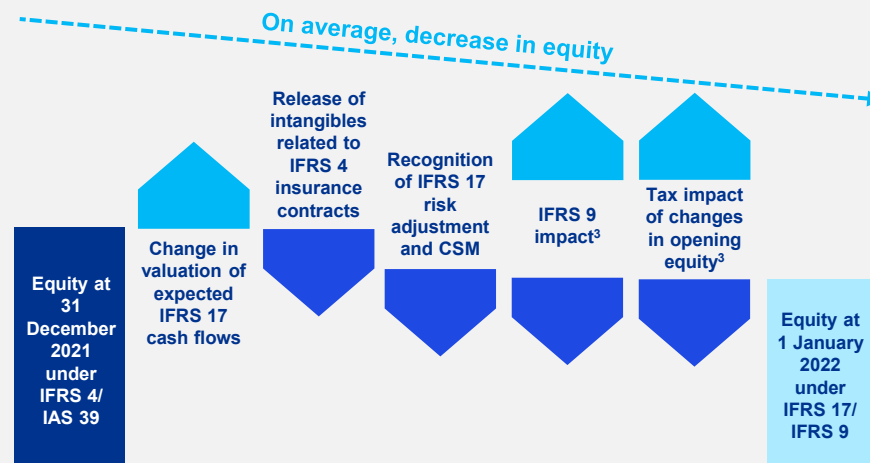 On average, decrease in equity
Equity at
31
December
2021
under
IFRS 4/
IAS 39
Change in
valuation of
expected
IFRS 17
cash flows
Release of
intangibles
related to
IFRS 4
insurance
contracts
Recognition
of IFRS 17
risk
adjustment
and CSM
IFRS 9
impact³
Tax impact
of changes
in opening
equity³
Equity at
1 January
2022
under
IFRS 17/
IFRS 9